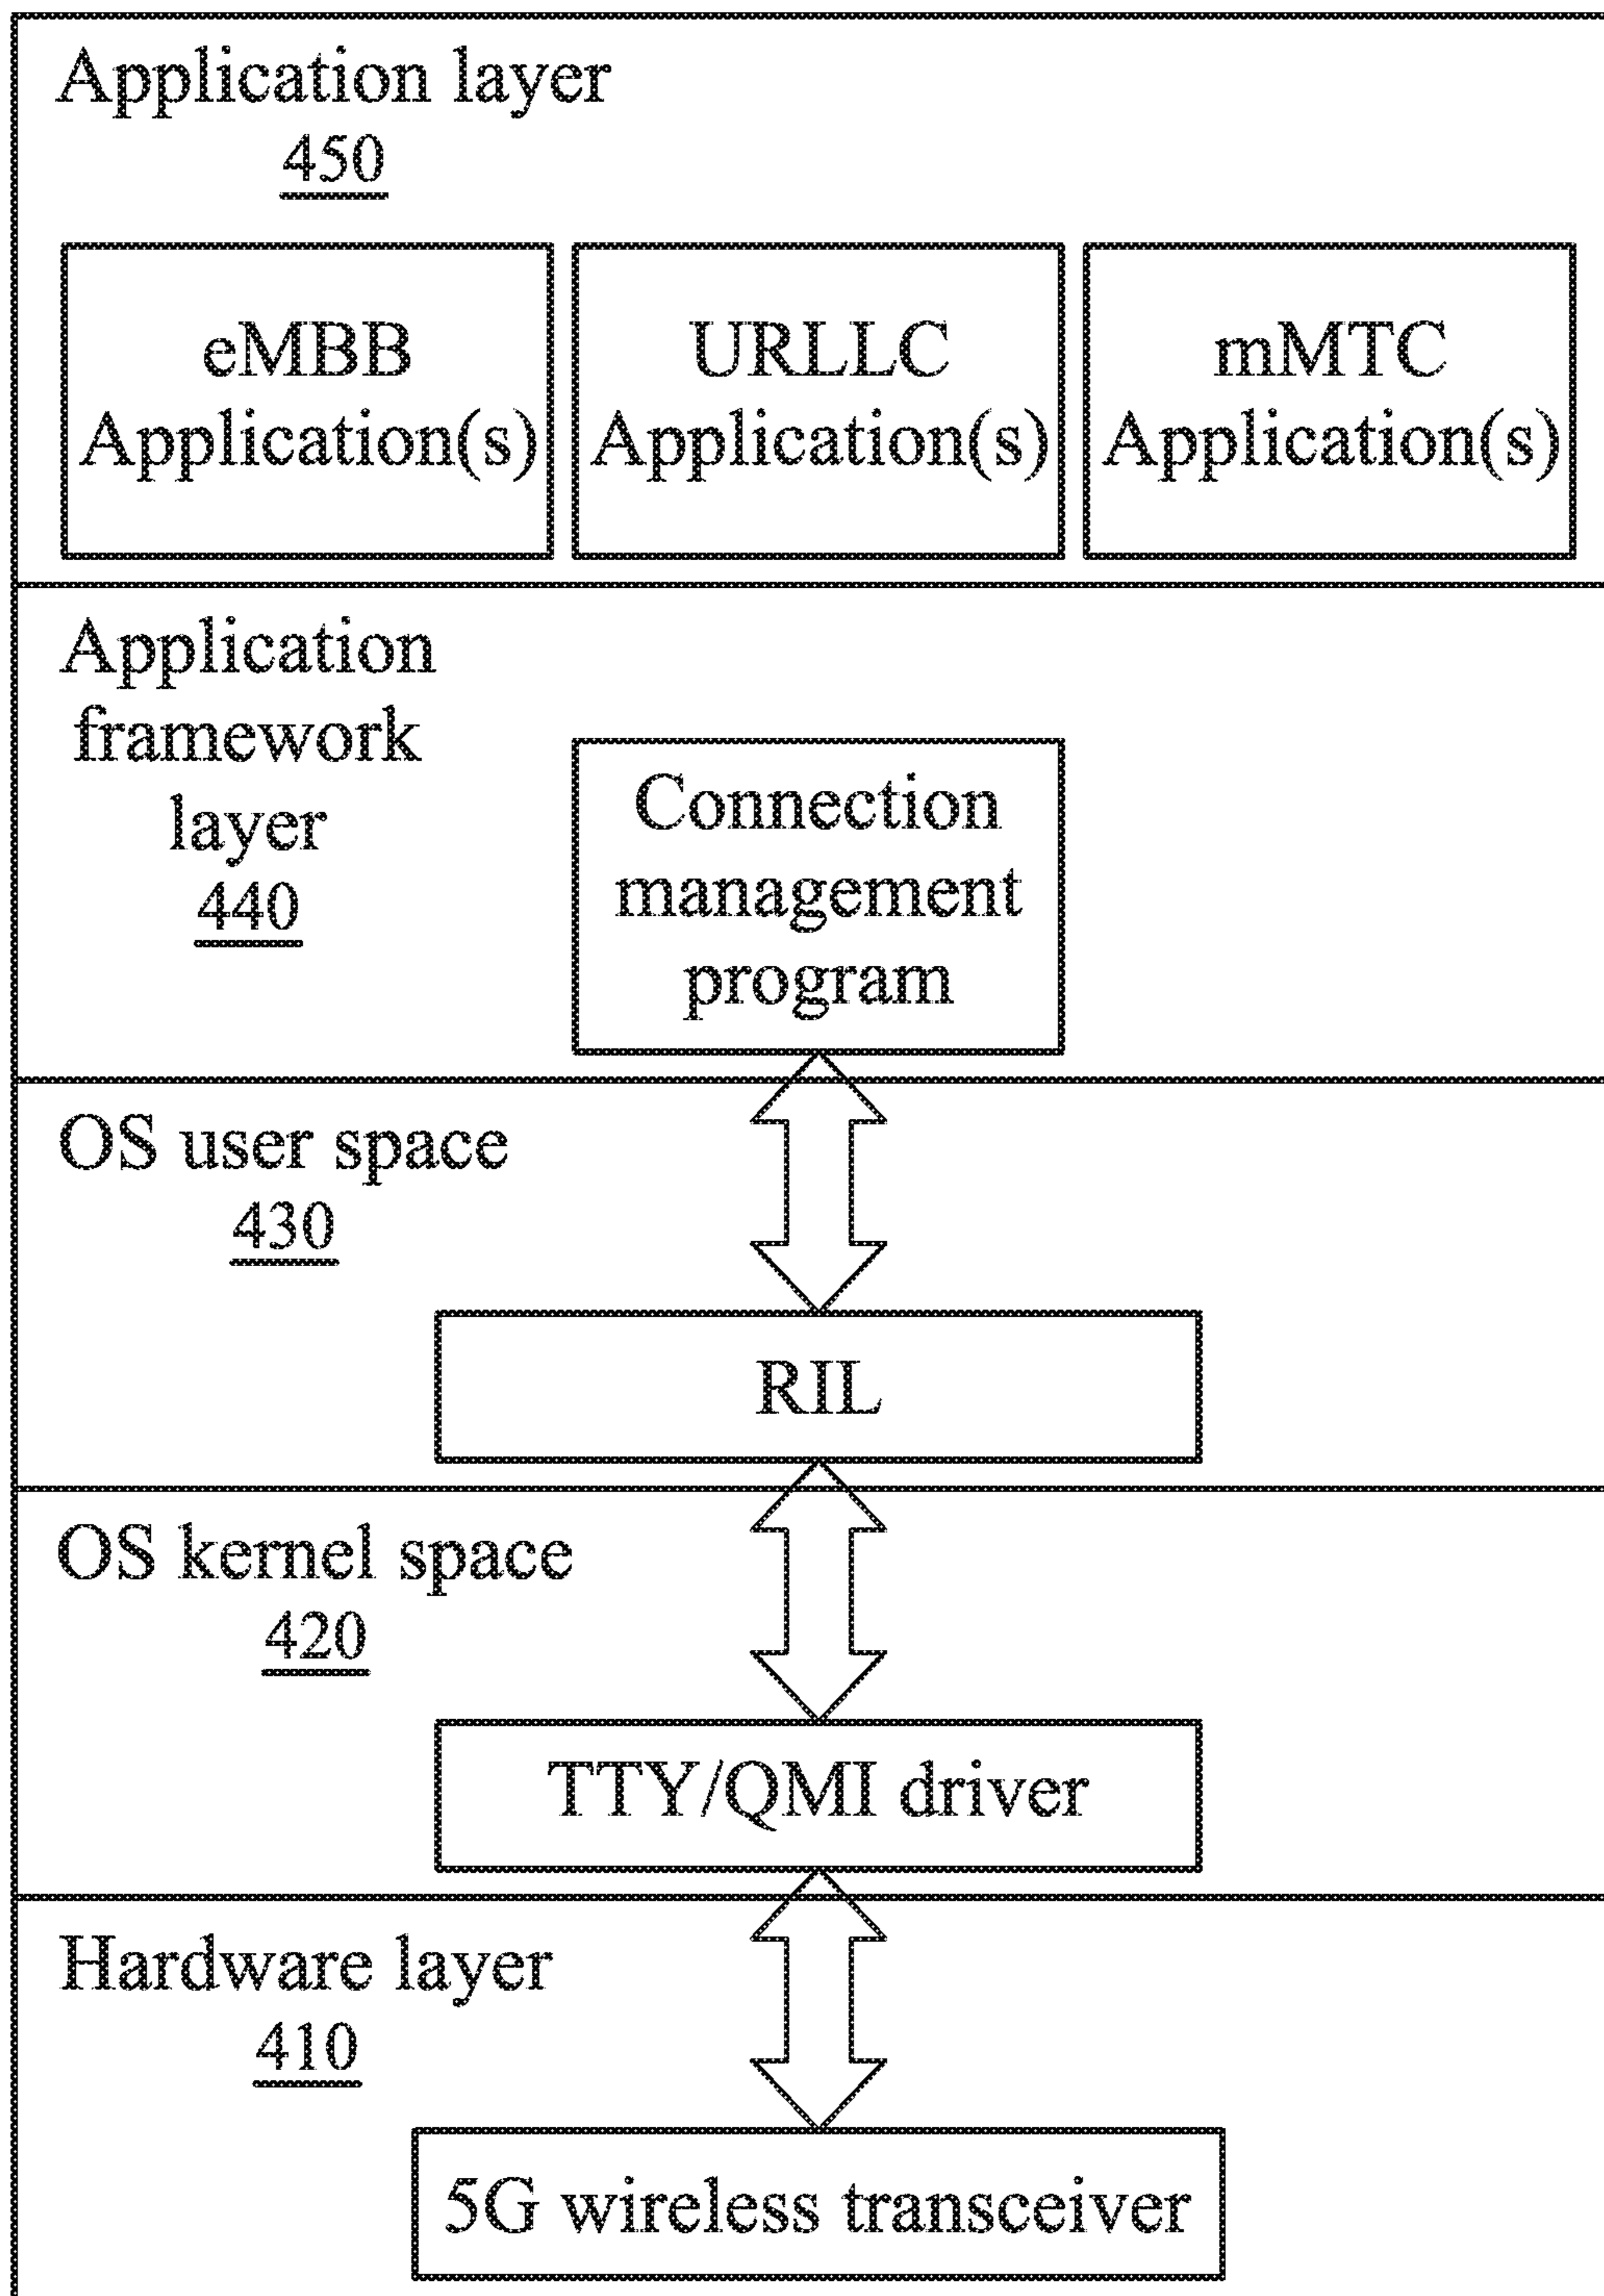 Application layer
450
eMBB
Application(s)
URLLC
Application(s)
mMTC
Application(s)
Application
framework
layer
440
Connection
management
program
OS user space
430
RIL
OS kernel space
420
TTY/QMI driver
Hardware layer
410
5G wireless transceiver